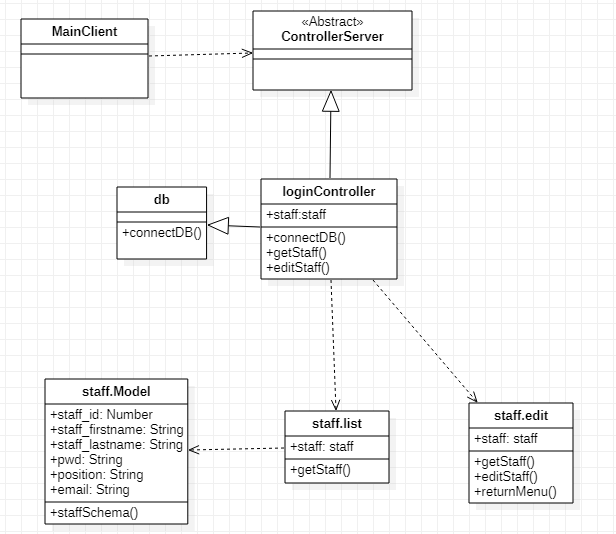 MainClient
«Abstract»
ControllerServer
db
+connectDB()
loginController
+staff:staff
+connectDB()
+getStaff()
+editStaff()
staff.Model
+staff_id: Number
+staff_firstname: String
+staff_lastname: String
+pwd: String
+position: String
+email: String
+staffSchema()
staff.list
+staff: staff
+getStaff()
staff.edit
+staff: staff
+getStaff()
+editStaff()
+returnMenu()